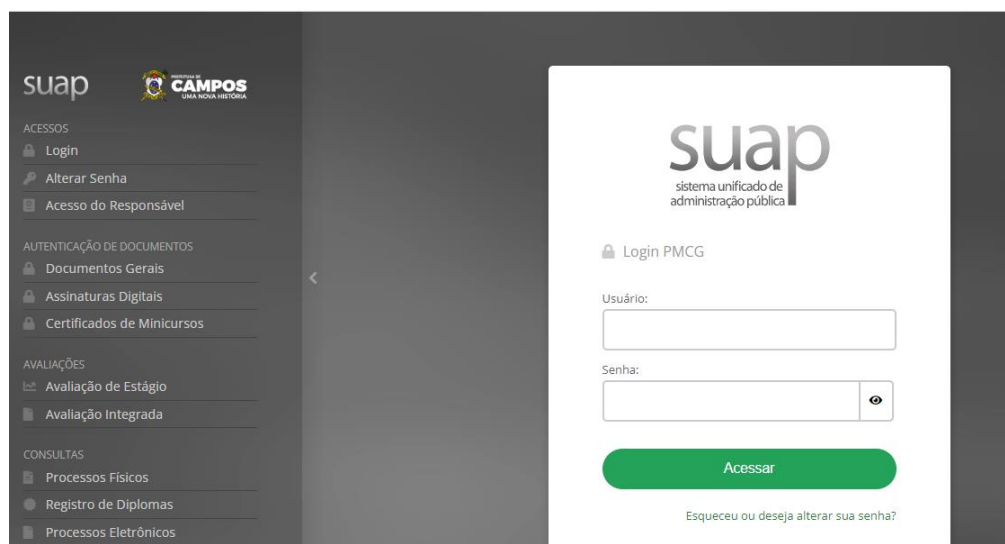 suap
PREFEITURA DE
CAMPOS
UMA NOVA HISTÓRIA
ACESSOS
Login
Alterar Senha
Acesso do Responsável
AUTENTICAÇÃO DE DOCUMENTOS
Documentos Gerais
Assinaturas Digitais
Certificados de Minicursos
AVALIAÇÕES
Avaliação de Estágio
Avaliação Integrada
CONSULTAS
Processos Físicos
Registro de Diplomas
Processos Eletrônicos
suap
sistema unificado de
administração pública
Login PMCG
Usuário:
Senha:
Acessar
Esqueceu ou deseja alterar sua senha?